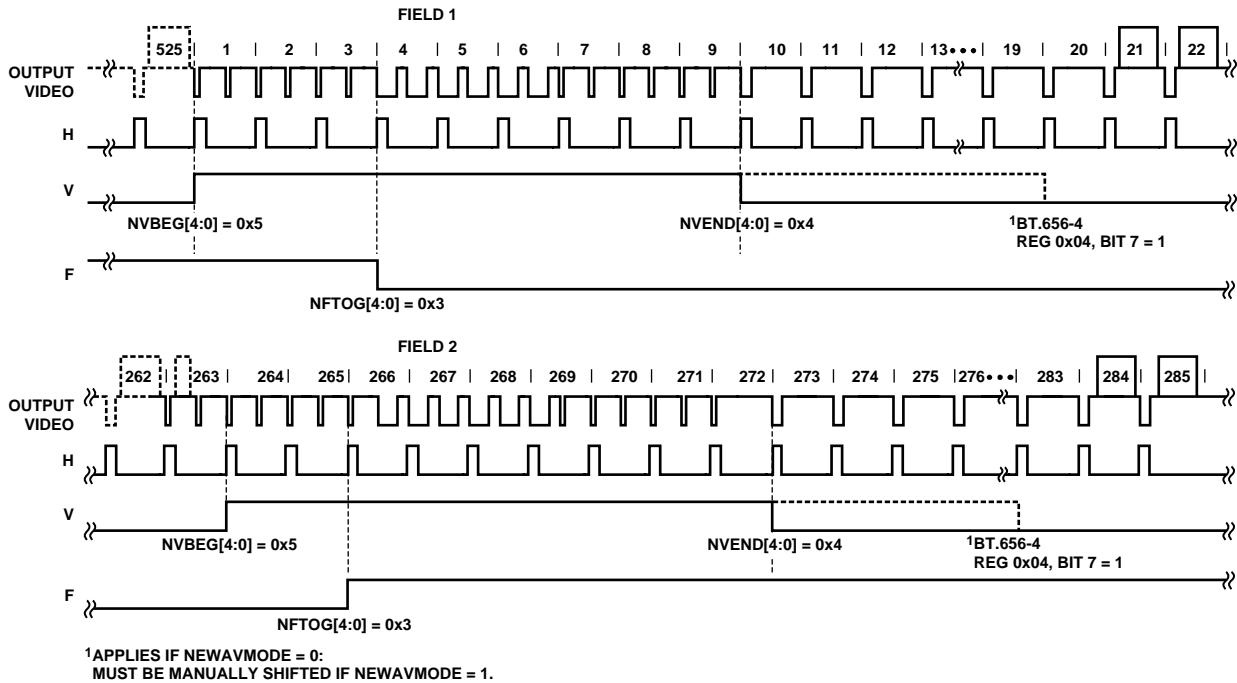 FIELD 1
525 | 1 | 2 | 3 | 4 | 5 | 6 | 7 | 8 | 9 | 10 | 11 | 12 | 13 ••• | 19 | 20 | 21 | 22 |
OUTPUT
VIDEO
H
V
NVBEG[4:0] = 0x5
NVEND[4:0] = 0x4
1BT.656-4
REG 0x04, BIT 7 = 1
F
NFTOG[4:0] = 0x3
FIELD 2
262 | 263 | 264 | 265 | 266 | 267 | 268 | 269 | 270 | 271 | 272 | 273 | 274 | 275 | 276 ••• | 283 | 284 | 285 |
OUTPUT
VIDEO
H
V
NVBEG[4:0] = 0x5
NVEND[4:0] = 0x4
1BT.656-4
REG 0x04, BIT 7 = 1
F
NFTOG[4:0] = 0x3
1APPLIES IF NEWAVMODE = 0:
MUST BE MANUALLY SHIFTED IF NEWAVMODE = 1.